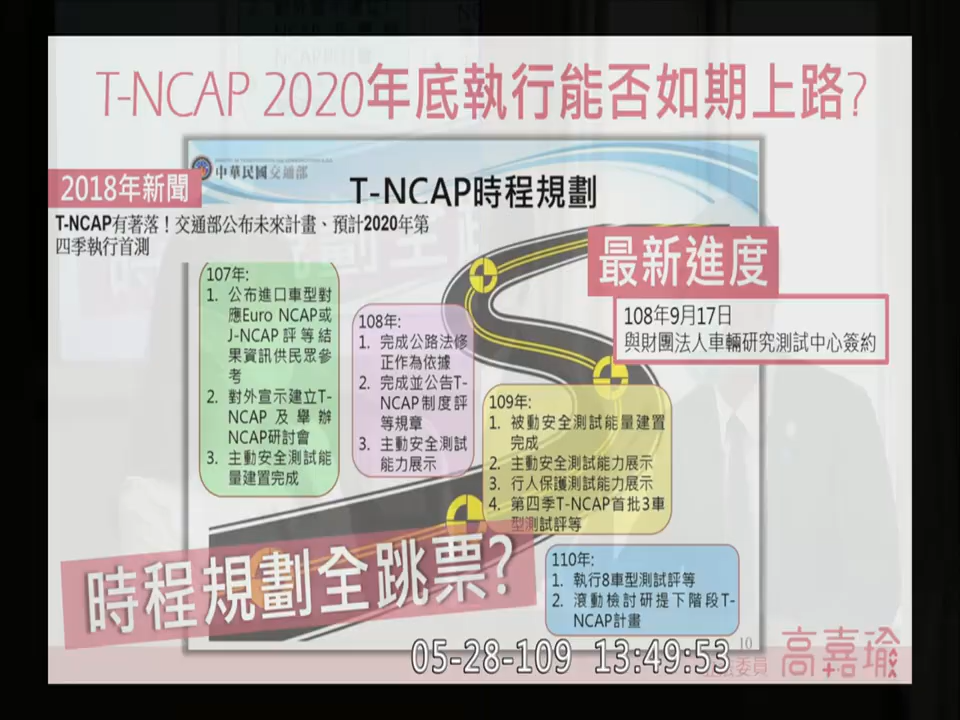 T-NCAP 2020年底執行能否如期上路?
中華民國交通部
T-NCAP時程規劃
2018年新聞
T-NCAP有著落！交通部公布未來計畫、預計2020年第
四季執行首測
最新進度
108年9月17日
與財團法人車輛研究測試中心簽約
107年:
1. 公布進口車型對
應Euro NCAP或
J-NCAP評等結
果資訊供民眾參
考
2. 對外宣示建立T-
NCAP及舉辦
NCAP研討會
3. 主動安全測試能
量建置完成
108年:
1. 完成公路法修
正作為依據
2. 完成並公告T-
NCAP制度評
等規章
3. 主動安全測試
能力展示
109年:
1. 被動安全測試能量建置
完成
2. 主動安全測試能力展示
3. 行人保護測試能力展示
4. 第四季T-NCAP首批3車
型測試評等
110年:
1. 執行8車型測試評等
2. 滾動檢討研提下階段T-
NCAP計畫
時程規劃全跳票?
10
05-28-109 13:49:53
立法委員 高嘉瑜